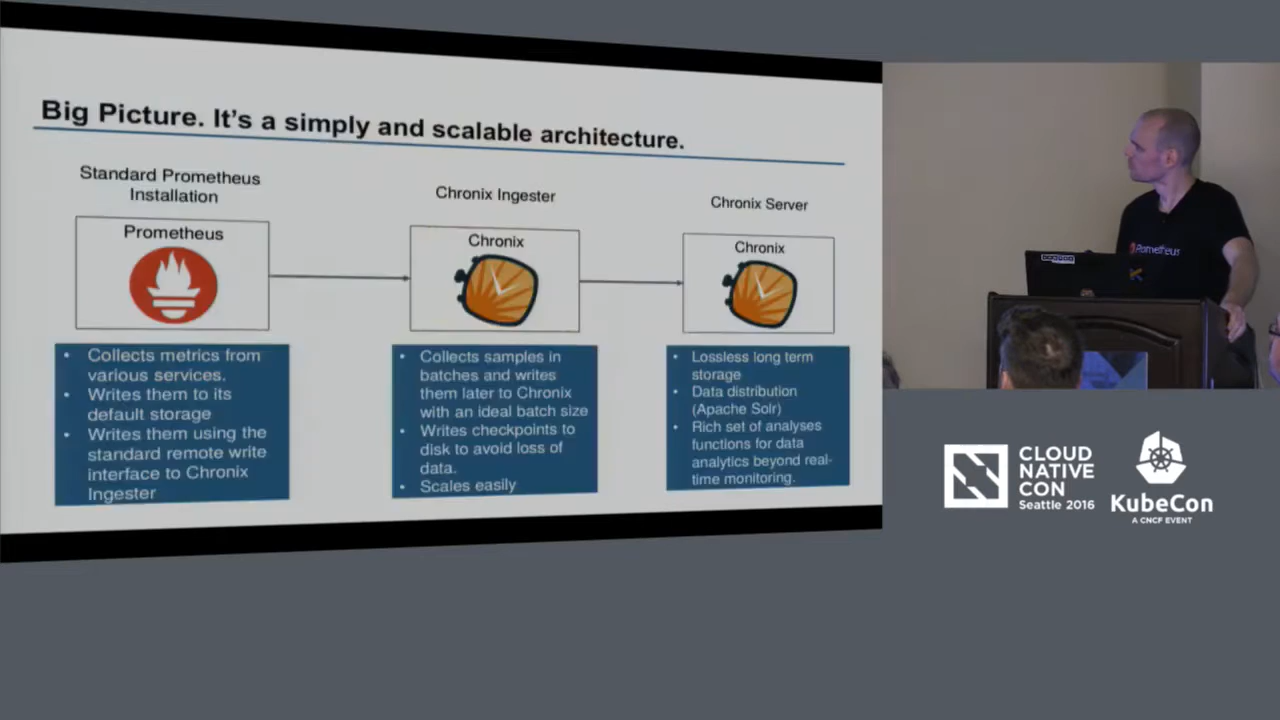 Big Picture. It's a simply and scalable architecture.
Standard Prometheus
Installation
Prometheus
• Collects metrics from
various services.
• Writes them to its
default storage
• Writes them using the
standard remote write
interface to Chronix
Ingester
Chronix Ingester
Chronix
• Collects samples in
batches and writes
them later to Chronix
with an ideal batch size
• Writes checkpoints to
disk to avoid loss of
data.
• Scales easily
Chronix Server
Chronix
• Lossless long term
storage
• Data distribution
(Apache Solr)
• Rich set of analyses
functions for data
analytics beyond real-
time monitoring.
Prometheus
CLOUD
NATIVE
CON
Seattle 2016
KubeCon
A CNCF EVENT